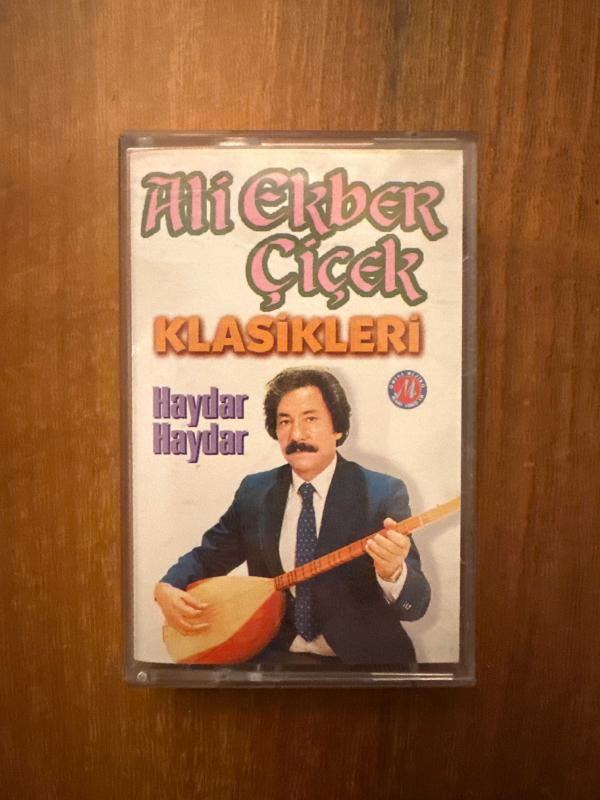 Ali Ekber
Çiçek
KLASİKLERİ
Haydar
Haydar
M